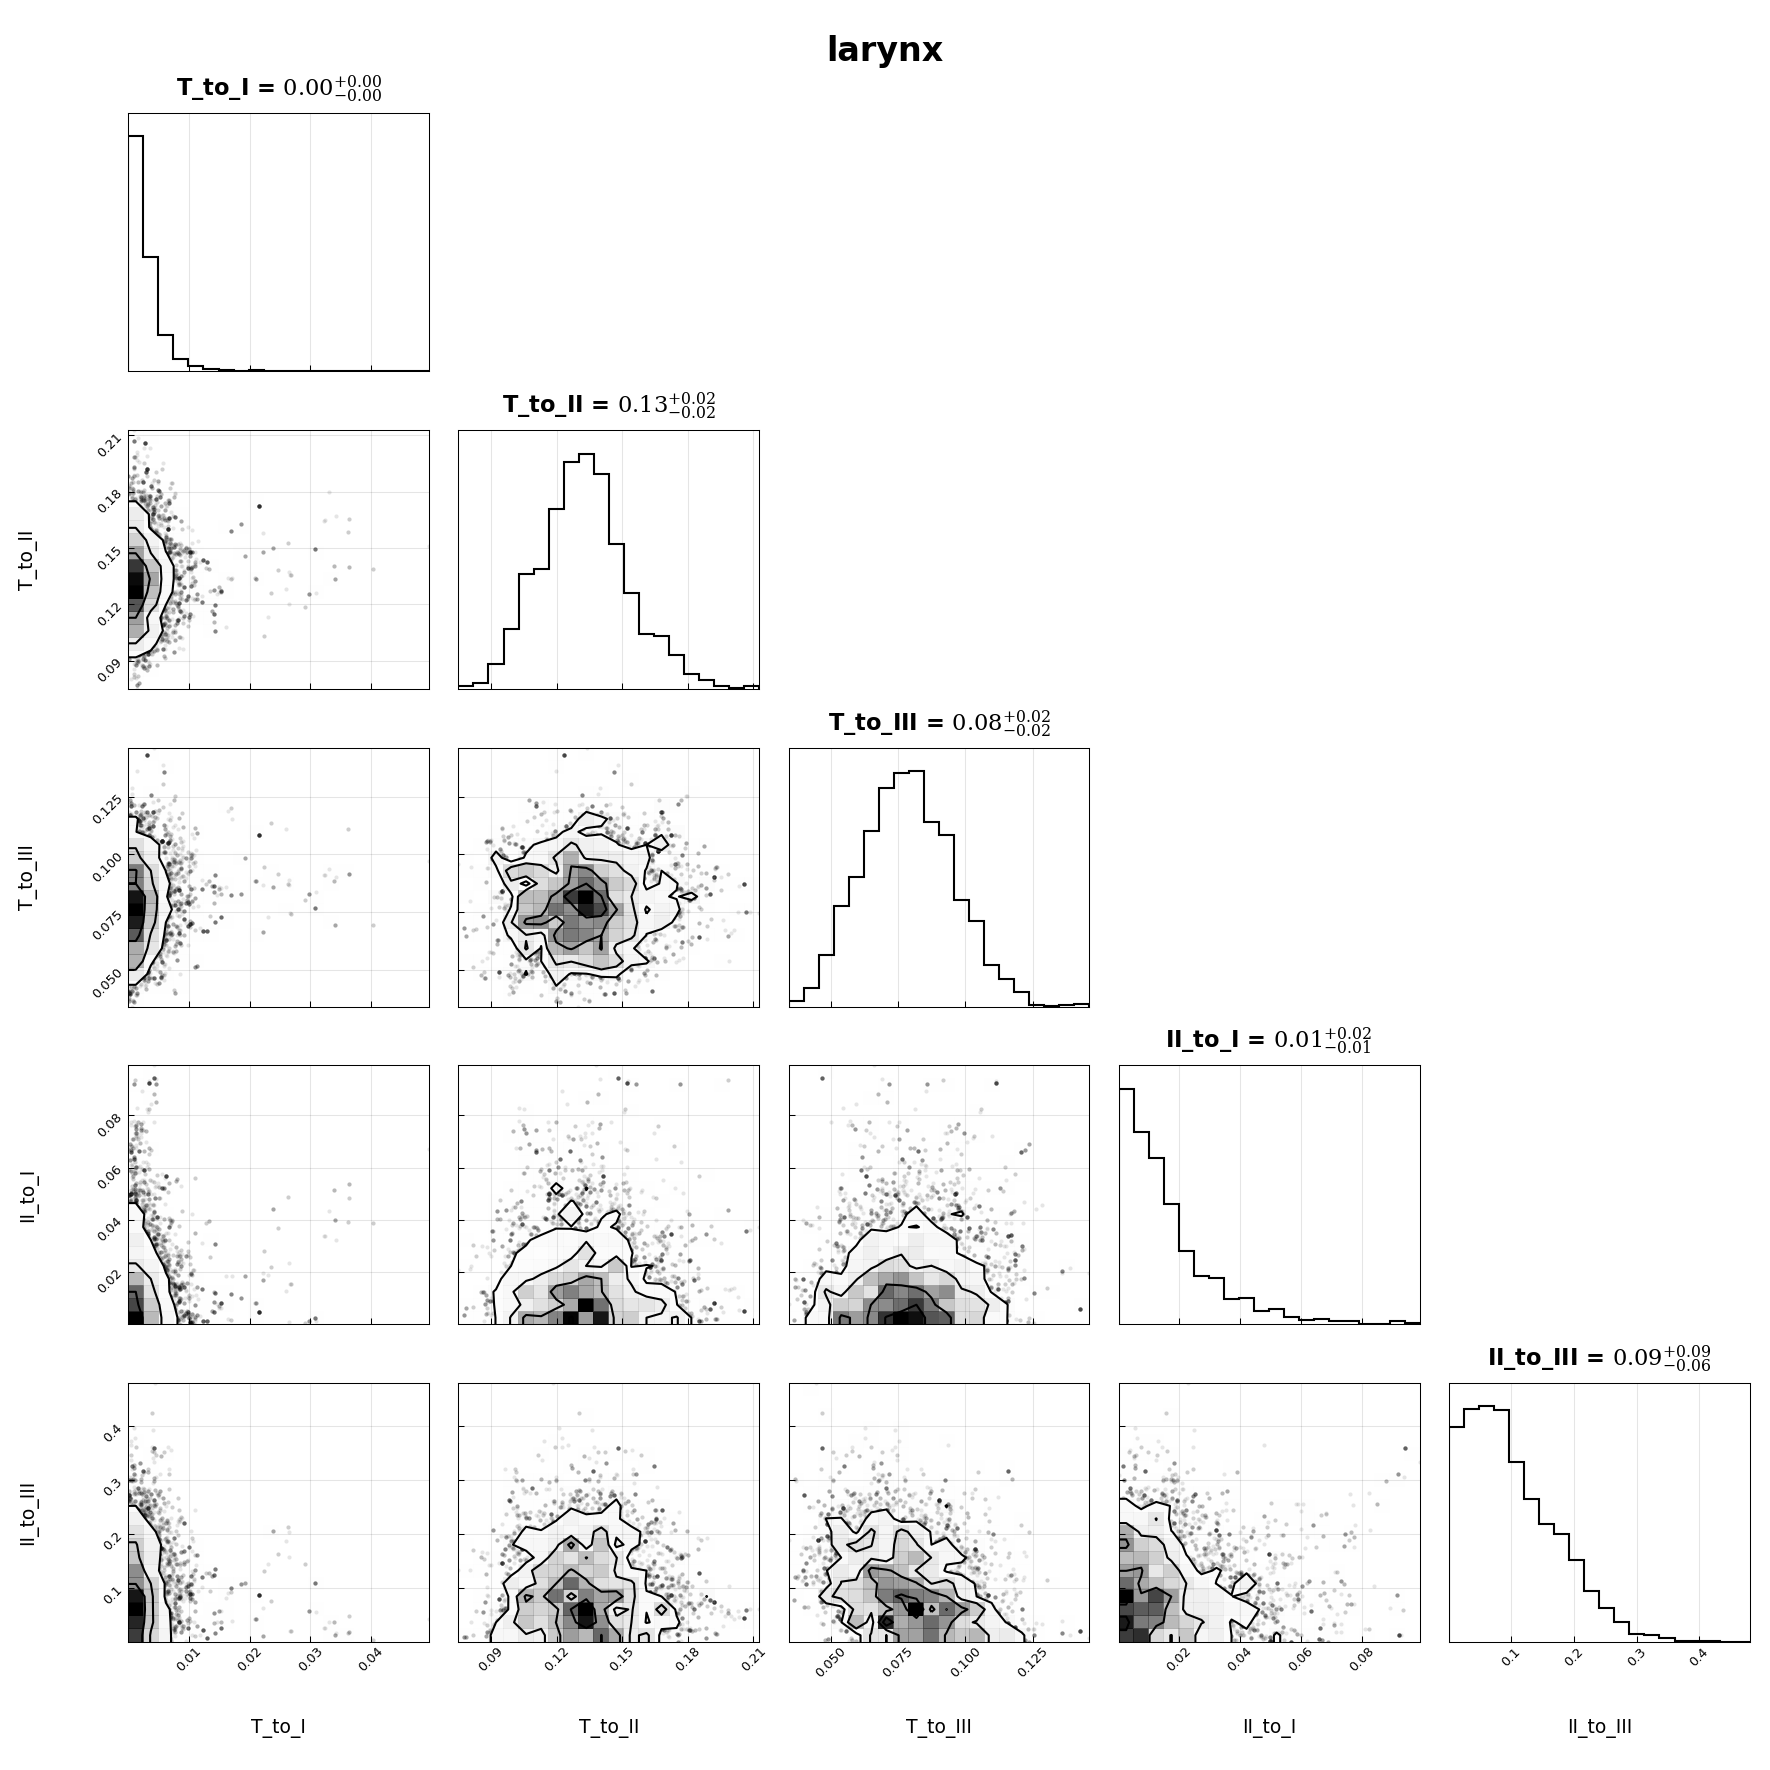 larynx
T_to_I = 0.00+0.00−0.00
T_to_II = 0.13+0.02−0.02
T_to_II
0.21
0.18
0.15
0.12
0.09
T_to_III = 0.08+0.02−0.02
T_to_III
0.125
0.100
0.075
0.050
II_to_I = 0.01+0.02−0.01
II_to_I
0.08
0.06
0.04
0.02
II_to_III = 0.09+0.09−0.06
II_to_III
0.4
0.3
0.2
0.1
0.01 0.02 0.03 0.04 0.09 0.12 0.15 0.18 0.21 0.050 0.075 0.100 0.125 0.02 0.04 0.06 0.08 0.1 0.2 0.3 0.4
T_to_I T_to_II T_to_III II_to_I II_to_III